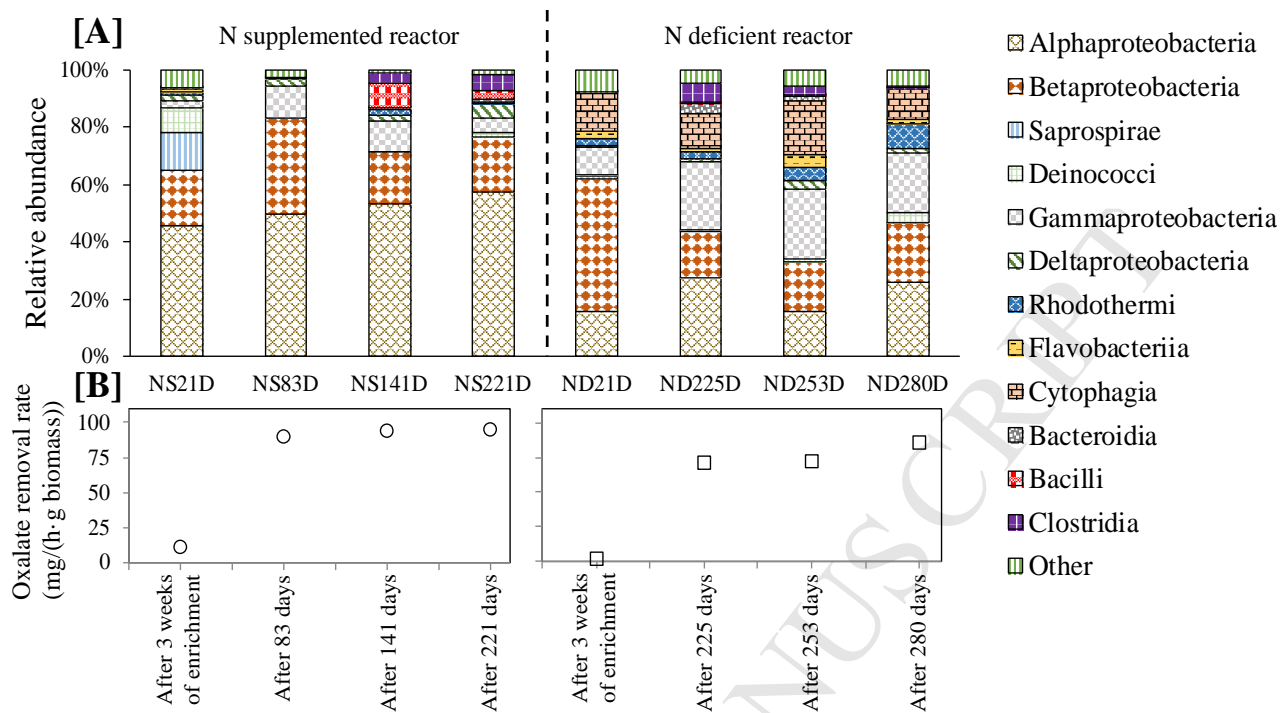 [A]
N supplemented reactor
N deficient reactor
Relative abundance
100%
80%
60%
40%
20%
0%
NS21D
NS83D
NS141D
NS221D
ND21D
ND225D
ND253D
ND280D
Alphaproteobacteria
Betaproteobacteria
Saprospirae
Deinococci
Gammaproteobacteria
Deltaproteobacteria
Rhodothermi
Flavobacteriia
Cytophagia
Bacteroidia
Bacilli
Clostridia
Other
[B]
Oxalate removal rate
(mg/(h·g biomass))
100
75
50
25
0
After 3 weeks
of enrichment
After 83 days
After 141 days
After 221 days
After 3 weeks
of enrichment
After 225 days
After 253 days
After 280 days
NUSCRIPT